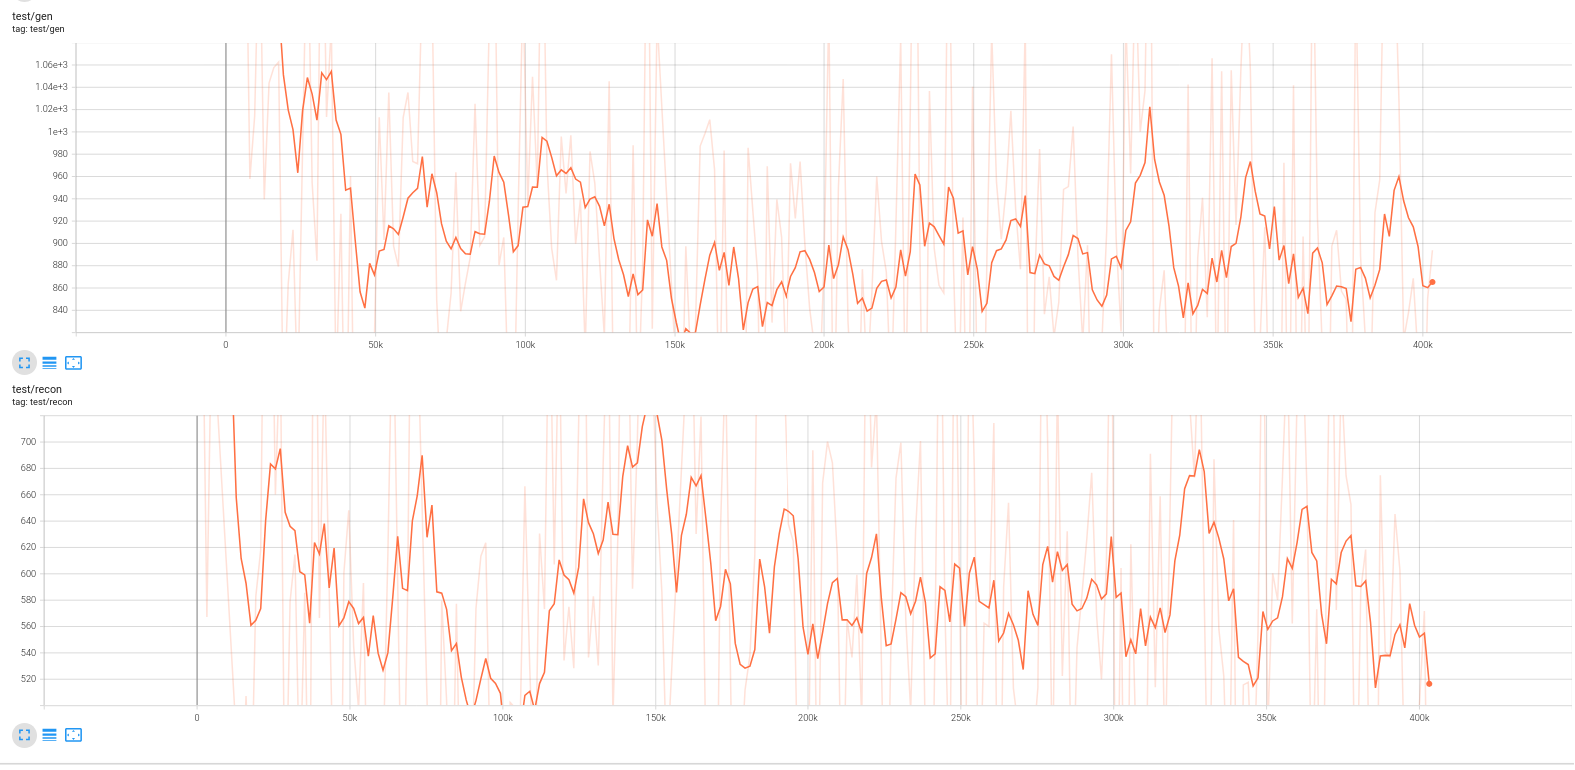 test/gen
tag: test/gen
1.06e+3
1.04e+3
1.02e+3
1e+3
980
960
940
920
900
880
860
840
0 50k 100k 150k 200k 250k 300k 350k 400k
test/recon
tag: test/recon
700
680
660
640
620
600
580
560
540
520
0 50k 100k 150k 200k 250k 300k 350k 400k